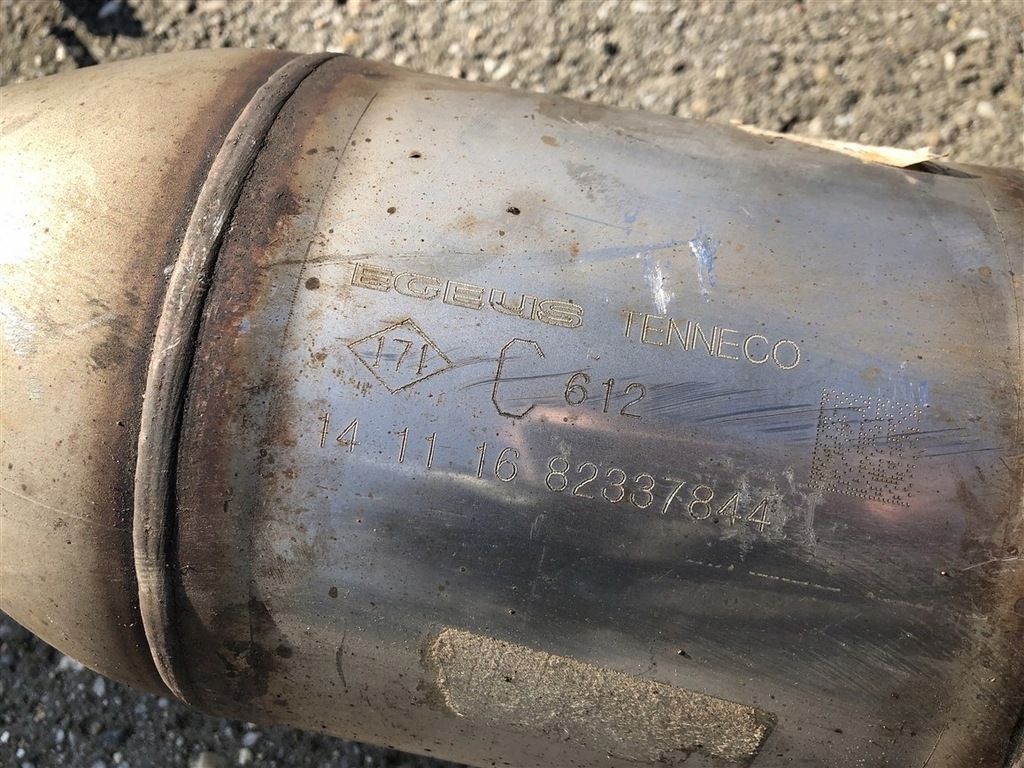 EGEUS TENNECO
171 C 612
14 11 16 82337844